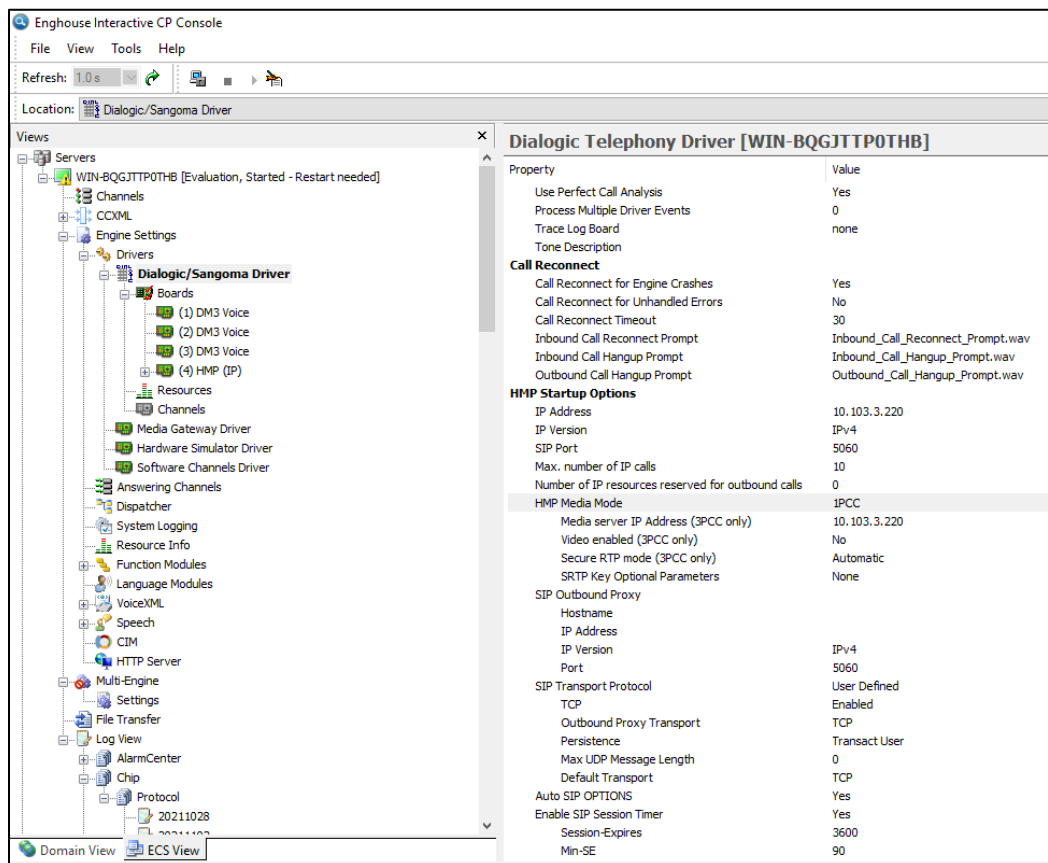 Enghouse Interactive CP Console
File View Tools Help
Refresh: 1.0 s
Location: Dialogic/Sangoma Driver
Views
Servers
WIN-BQGJTTP0THB [Evaluation, Started - Restart needed]
Channels
CCXML
Engine Settings
Drivers
Dialogic/Sangoma Driver
Boards
(1) DM3 Voice
(2) DM3 Voice
(3) DM3 Voice
(4) HMP (IP)
Resources
Channels
Media Gateway Driver
Hardware Simulator Driver
Software Channels Driver
Answering Channels
Dispatcher
System Logging
Resource Info
Function Modules
Language Modules
VoiceXML
Speech
CIM
HTTP Server
Multi-Engine
Settings
File Transfer
Log View
AlarmCenter
Chip
Protocol
20211028
Domain View ECS View
Dialogic Telephony Driver [WIN-BQGJTTP0THB]
Property Value
Use Perfect Call Analysis Yes
Process Multiple Driver Events 0
Trace Log Board none
Tone Description
Call Reconnect
Call Reconnect for Engine Crashes Yes
Call Reconnect for Unhandled Errors No
Call Reconnect Timeout 30
Inbound Call Reconnect Prompt Inbound_Call_Reconnect_Prompt.wav
Inbound Call Hangup Prompt Inbound_Call_Hangup_Prompt.wav
Outbound Call Hangup Prompt Outbound_Call_Hangup_Prompt.wav
HMP Startup Options
IP Address 10.103.3.220
IP Version IPv4
SIP Port 5060
Max. number of IP calls 10
Number of IP resources reserved for outbound calls 0
HMP Media Mode 1PCC
Media server IP Address (3PCC only) 10.103.3.220
Video enabled (3PCC only) No
Secure RTP mode (3PCC only) Automatic
SRTP Key Optional Parameters None
SIP Outbound Proxy
Hostname
IP Address
IP Version IPv4
Port 5060
SIP Transport Protocol User Defined
TCP Enabled
Outbound Proxy Transport TCP
Persistence Transact User
Max UDP Message Length 0
Default Transport TCP
Auto SIP OPTIONS Yes
Enable SIP Session Timer Yes
Session-Expires 3600
Min-SE 90